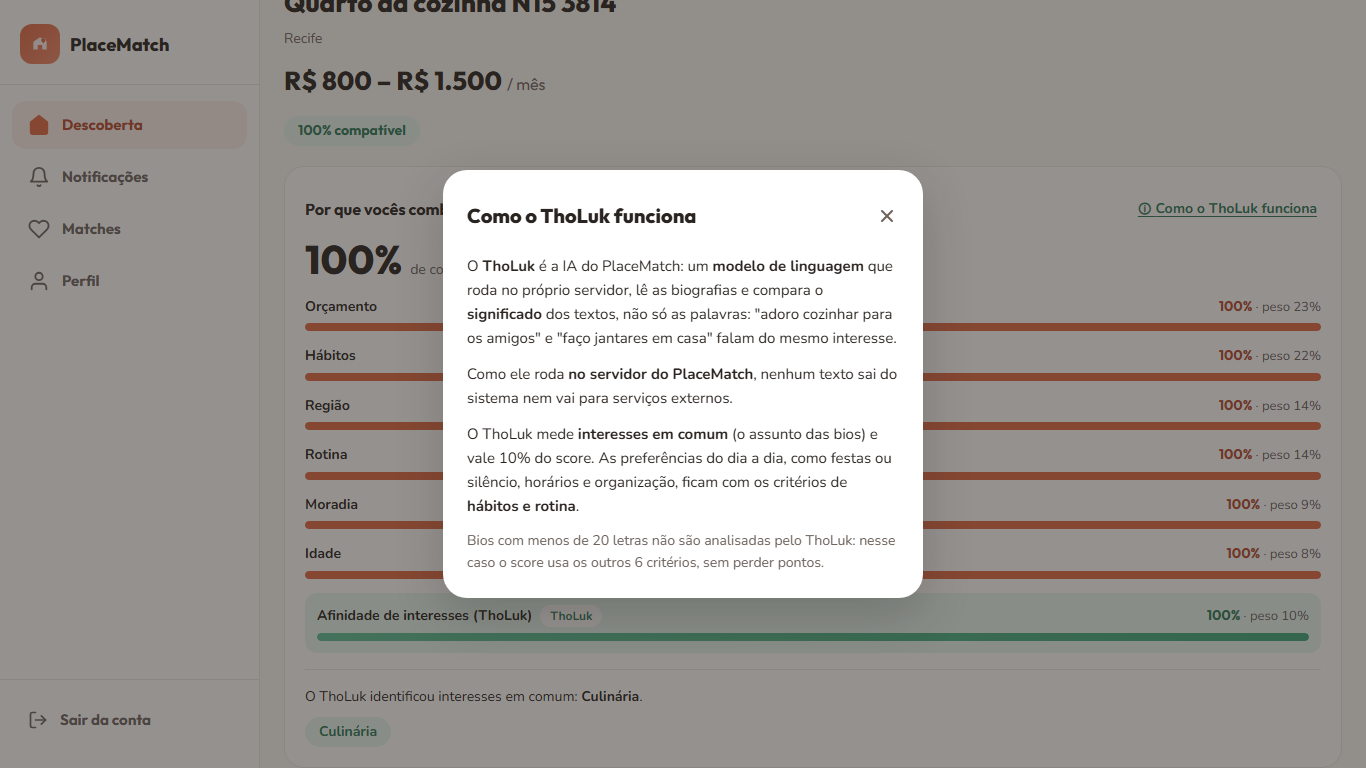 PlaceMatch
Descoberta
Notificações
Matches
Perfil
Sair da conta
Quarto da cozinha N15 3814
Recife
R$ 800 – R$ 1.500 / mês
100% compatível
Por que vocês comb
Como o ThoLuk funciona
100% de co
Orçamento 100% · peso 23%
Hábitos 100% · peso 22%
Região 100% · peso 14%
Rotina 100% · peso 14%
Moradia 100% · peso 9%
Idade 100% · peso 8%
Afinidade de interesses (ThoLuk) ThoLuk 100% · peso 10%
O ThoLuk identificou interesses em comum: Culinária.
Culinária
Como o ThoLuk funciona
O ThoLuk é a IA do PlaceMatch: um modelo de linguagem que
roda no próprio servidor, lê as biografias e compara o
significado dos textos, não só as palavras: "adoro cozinhar para
os amigos" e "faço jantares em casa" falam do mesmo interesse.
Como ele roda no servidor do PlaceMatch, nenhum texto sai do
sistema nem vai para serviços externos.
O ThoLuk mede interesses em comum (o assunto das bios) e
vale 10% do score. As preferências do dia a dia, como festas ou
silêncio, horários e organização, ficam com os critérios de
hábitos e rotina.
Bios com menos de 20 letras não são analisadas pelo ThoLuk: nesse
caso o score usa os outros 6 critérios, sem perder pontos.